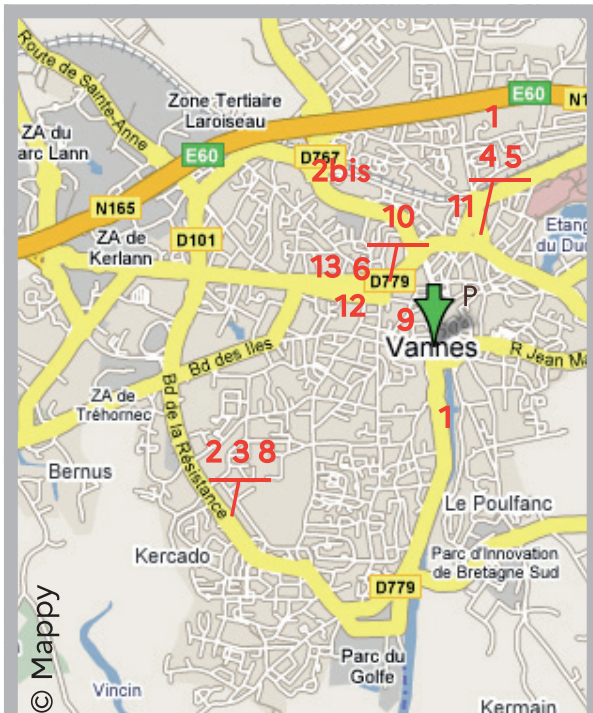 Route de Sainte-Anne
Zone Tertiaire
Laroiseau
E60
N1
1
ZA du
arc Lann
E60
D767
2bis
4 5
N165
10
11
D101
ZA de
Kerlann
Etang
du Duc
13 6
D779
12
P
9
Vannes
R Jean Ma
Bd des Iles
ZA de
Tréhornec
Bd de la Résistance
1
2 3 8
Bernus
Le Poulfanc
Kercado
Parc d'Innovation
de Bretagne Sud
D779
© Mappy
Parc du
Golfe
Vincin
Kermain